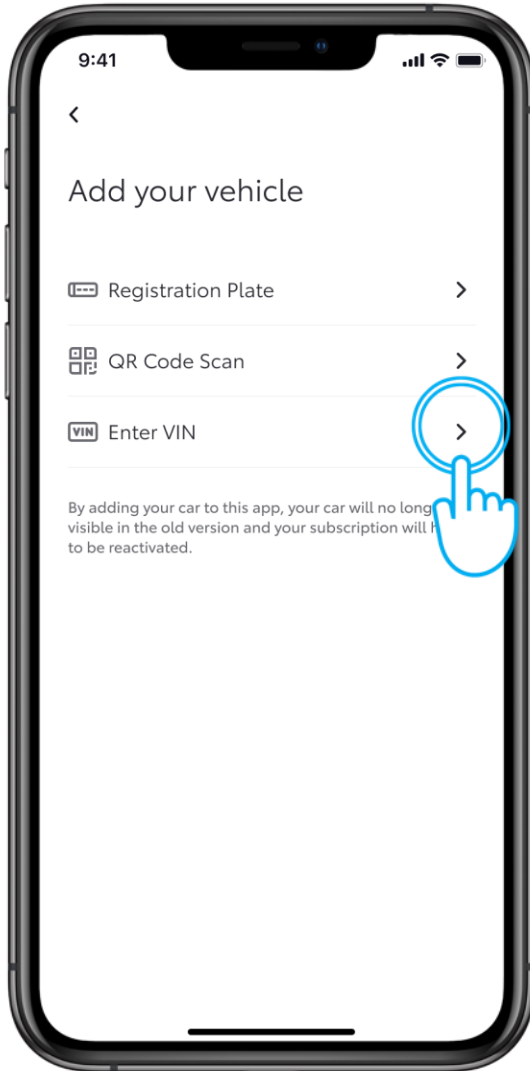 9:41
Add your vehicle
Registration Plate
QR Code Scan
VIN Enter VIN
By adding your car to this app, your car will no long
visible in the old version and your subscription will
to be reactivated.